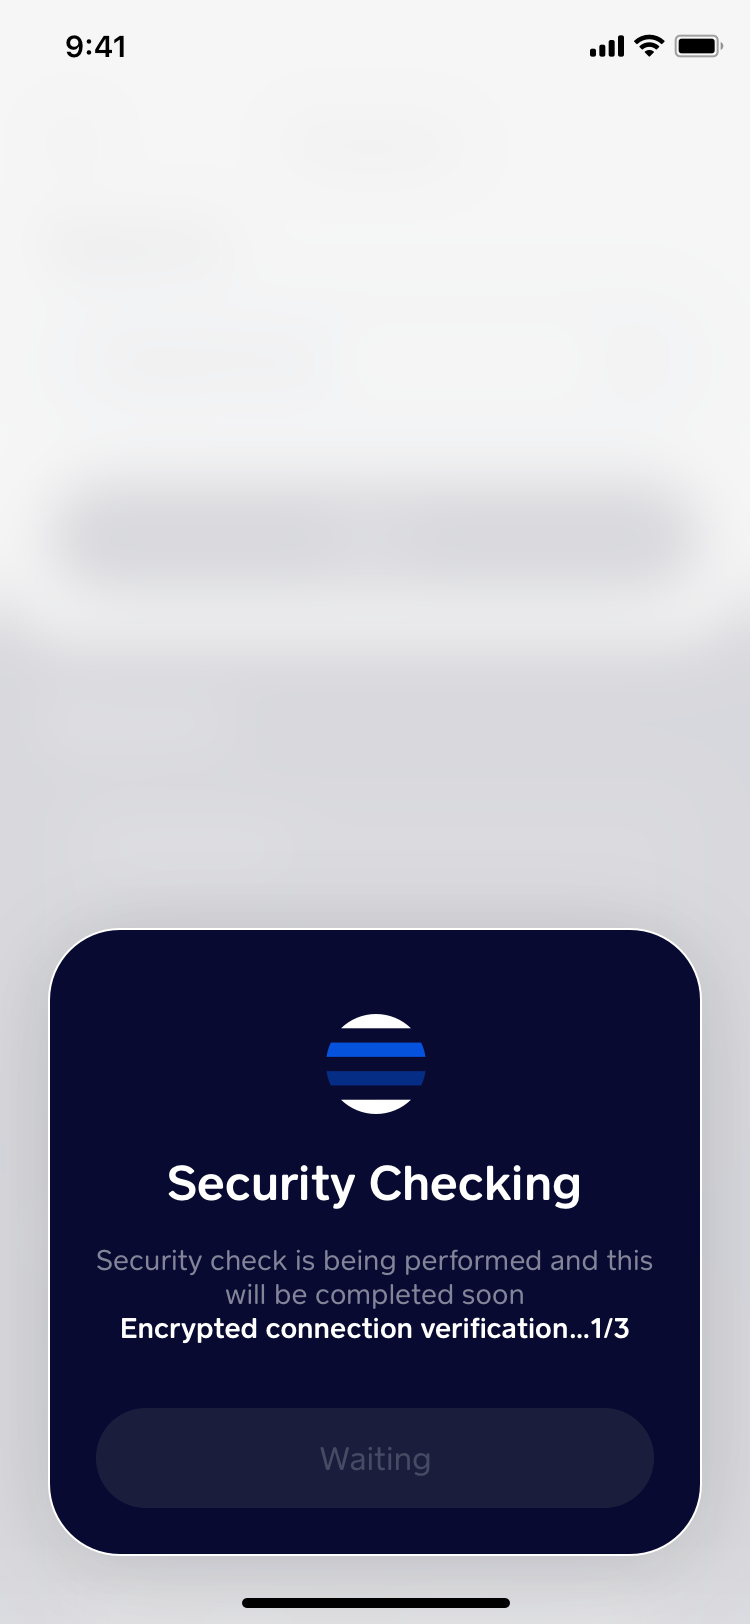 9:41
Security Checking
Security check is being performed and this
will be completed soon
Encrypted connection verification...1/3
Waiting